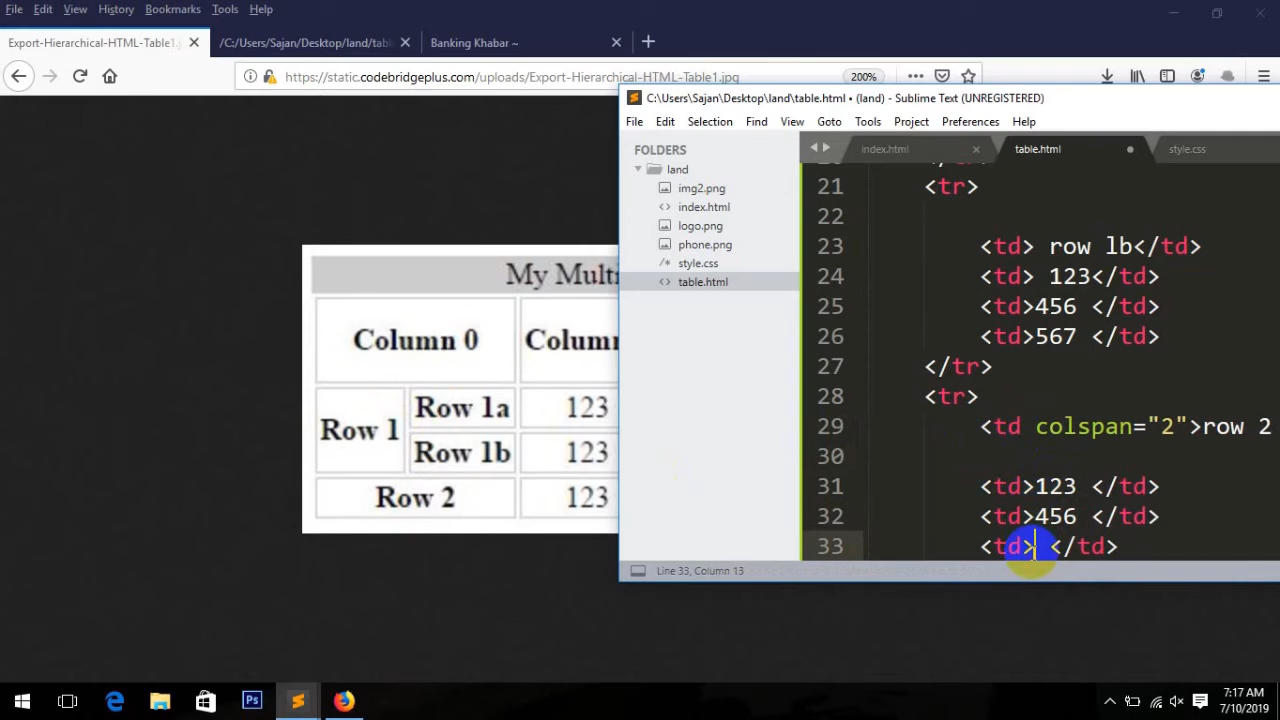 File Edit View History Bookmarks Tools Help
Export-Hierarchical-HTML-Table1.j
/C:/Users/Sajan/Desktop/land/tabl
Banking Khabar ~
https://static.codebridgeplus.com/uploads/Export-Hierarchical-HTML-Table1.jpg
200%
C:\Users\Sajan\Desktop\land\table.html • (land) - Sublime Text (UNREGISTERED)
File Edit Selection Find View Goto Tools Project Preferences Help
FOLDERS
land
img2.png
index.html
logo.png
phone.png
style.css
table.html
index.html
table.html
style.css
21 <tr>
22
23 <td> row lb</td>
24 <td> 123</td>
25 <td>456 </td>
26 <td>567 </td>
27 </tr>
28 <tr>
29 <td colspan="2">row 2
30
31 <td>123 </td>
32 <td>456 </td>
33 <td> </td>
Line 33, Column 13
My Multi
Column 0 Column
Row 1 Row 1a 123
Row 1b 123
Row 2 123
Ps
7:17 AM
7/10/2019